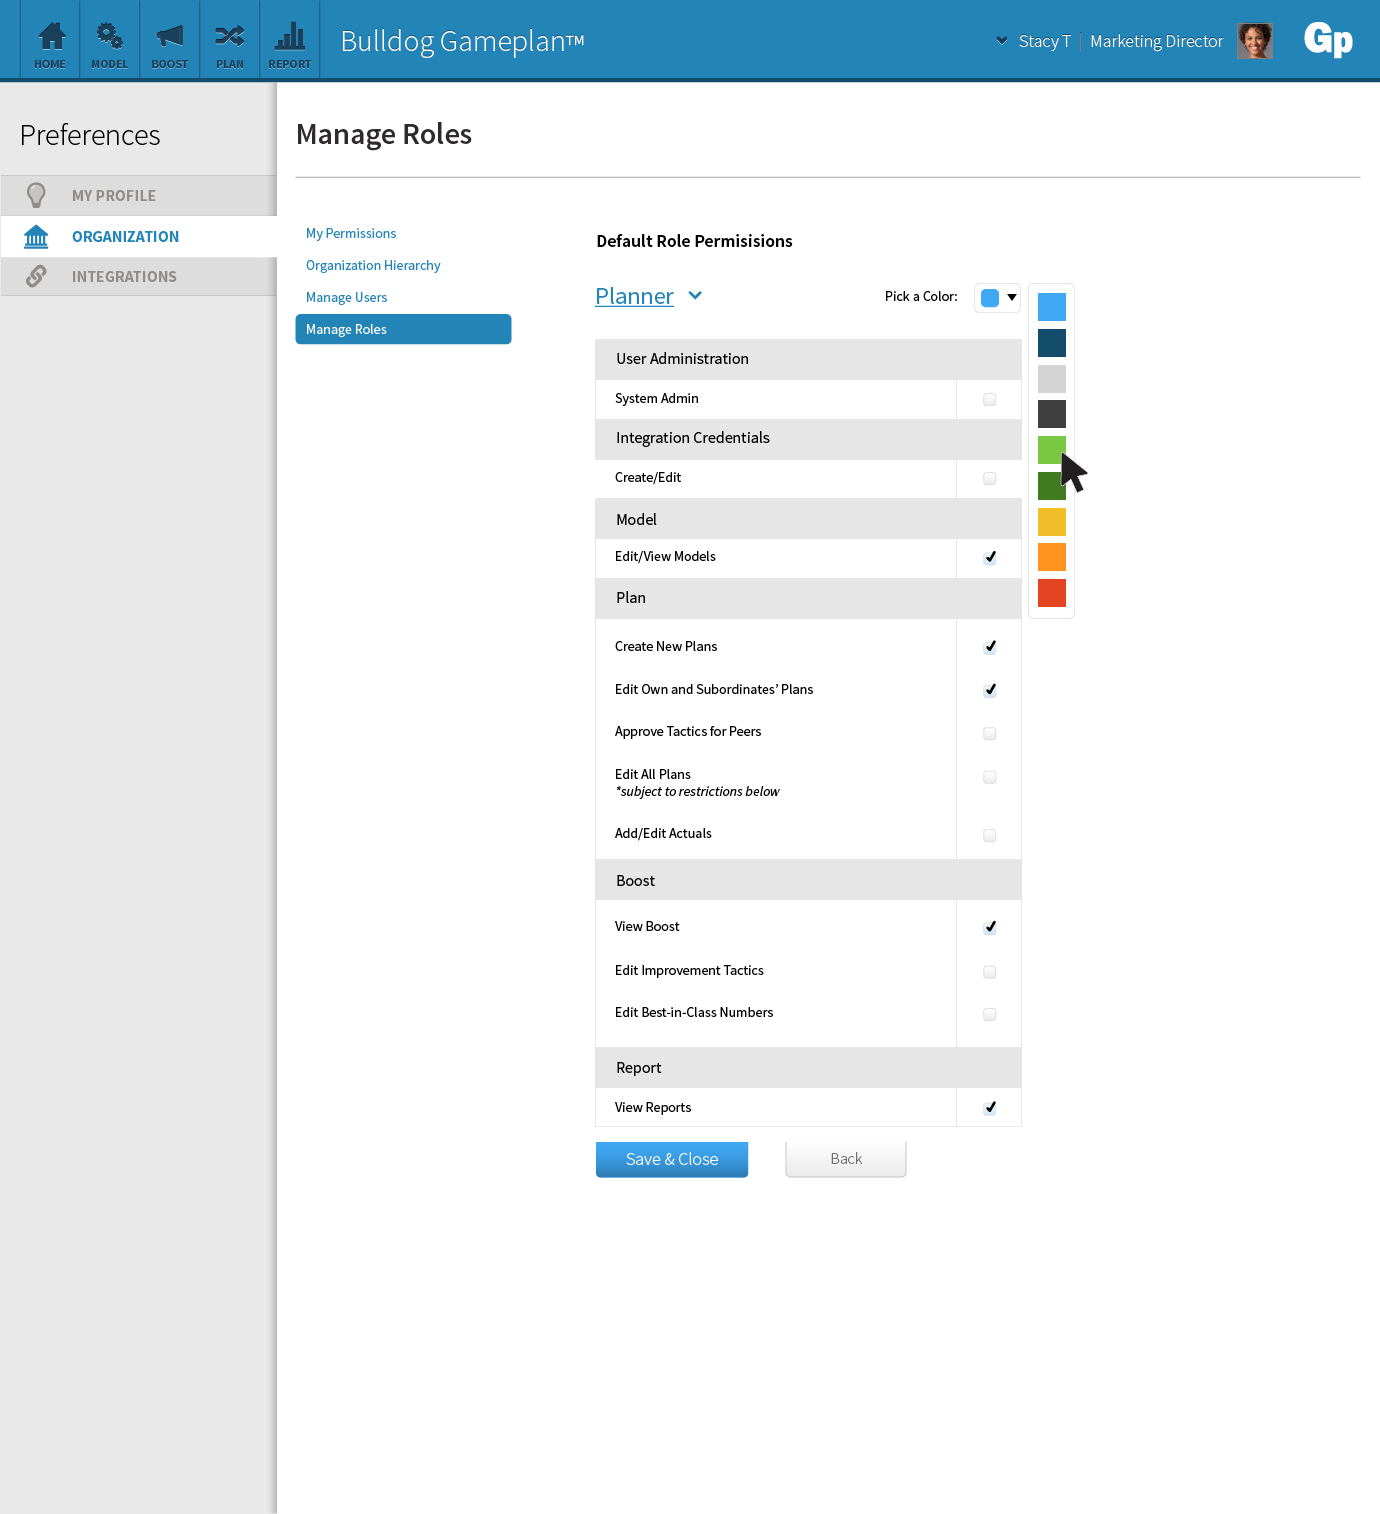 HOME
MODEL
BOOST
PLAN
REPORT
Bulldog Gameplan™
Stacy T | Marketing Director
Gp
Preferences
MY PROFILE
ORGANIZATION
INTEGRATIONS
Manage Roles
My Permissions
Organization Hierarchy
Manage Users
Manage Roles
Default Role Permisisions
Planner
Pick a Color:
User Administration
System Admin
Integration Credentials
Create/Edit
Model
Edit/View Models
Plan
Create New Plans
Edit Own and Subordinates’ Plans
Approve Tactics for Peers
Edit All Plans
*subject to restrictions below
Add/Edit Actuals
Boost
View Boost
Edit Improvement Tactics
Edit Best-in-Class Numbers
Report
View Reports
Save & Close
Back